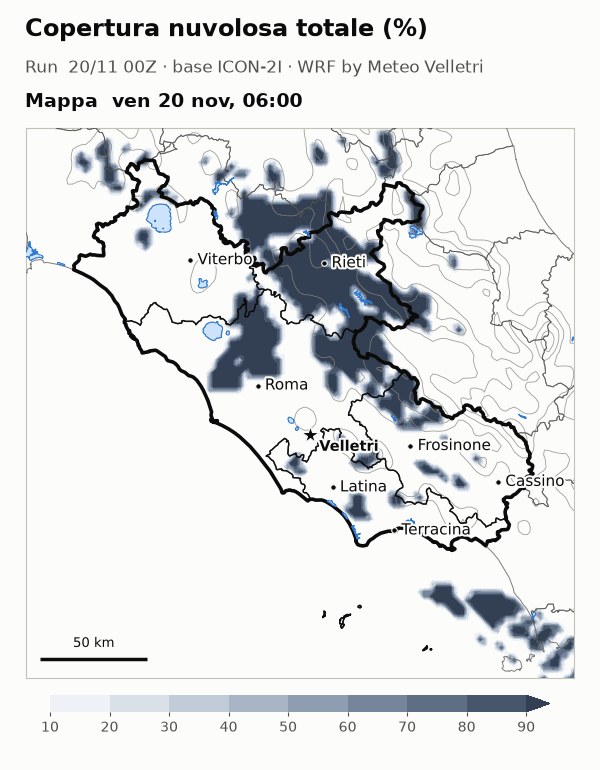 Copertura nuvolosa totale (%)
Run  20/11 00Z · base ICON-2I · WRF by Meteo Velletri
Mappa  ven 20 nov, 06:00
Viterbo
Rieti
Roma
Velletri
Frosinone
Latina
Cassino
Terracina
50 km
10 20 30 40 50 60 70 80 90